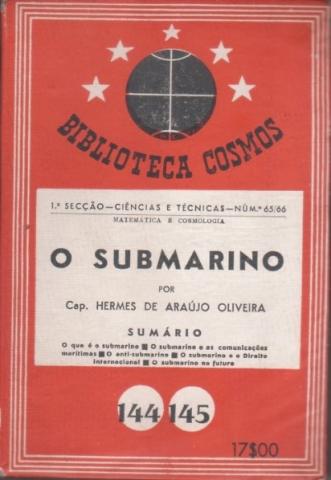 BIBLIOTECA COSMOS
1.ª SECÇÃO—CIÊNCIAS E TÉCNICAS—NÚM.os 65/66
MATEMÁTICA E COSMOLOGIA
O SUBMARINO
POR
Cap. HERMES DE ARAÚJO OLIVEIRA
SUMÁRIO
O que é o submarino ■ O submarino e as comunicações
marítimas ■ O anti-submarino ■ O submarino e o Direito
Internacional ■ O submarino no futuro
144 145
17$00